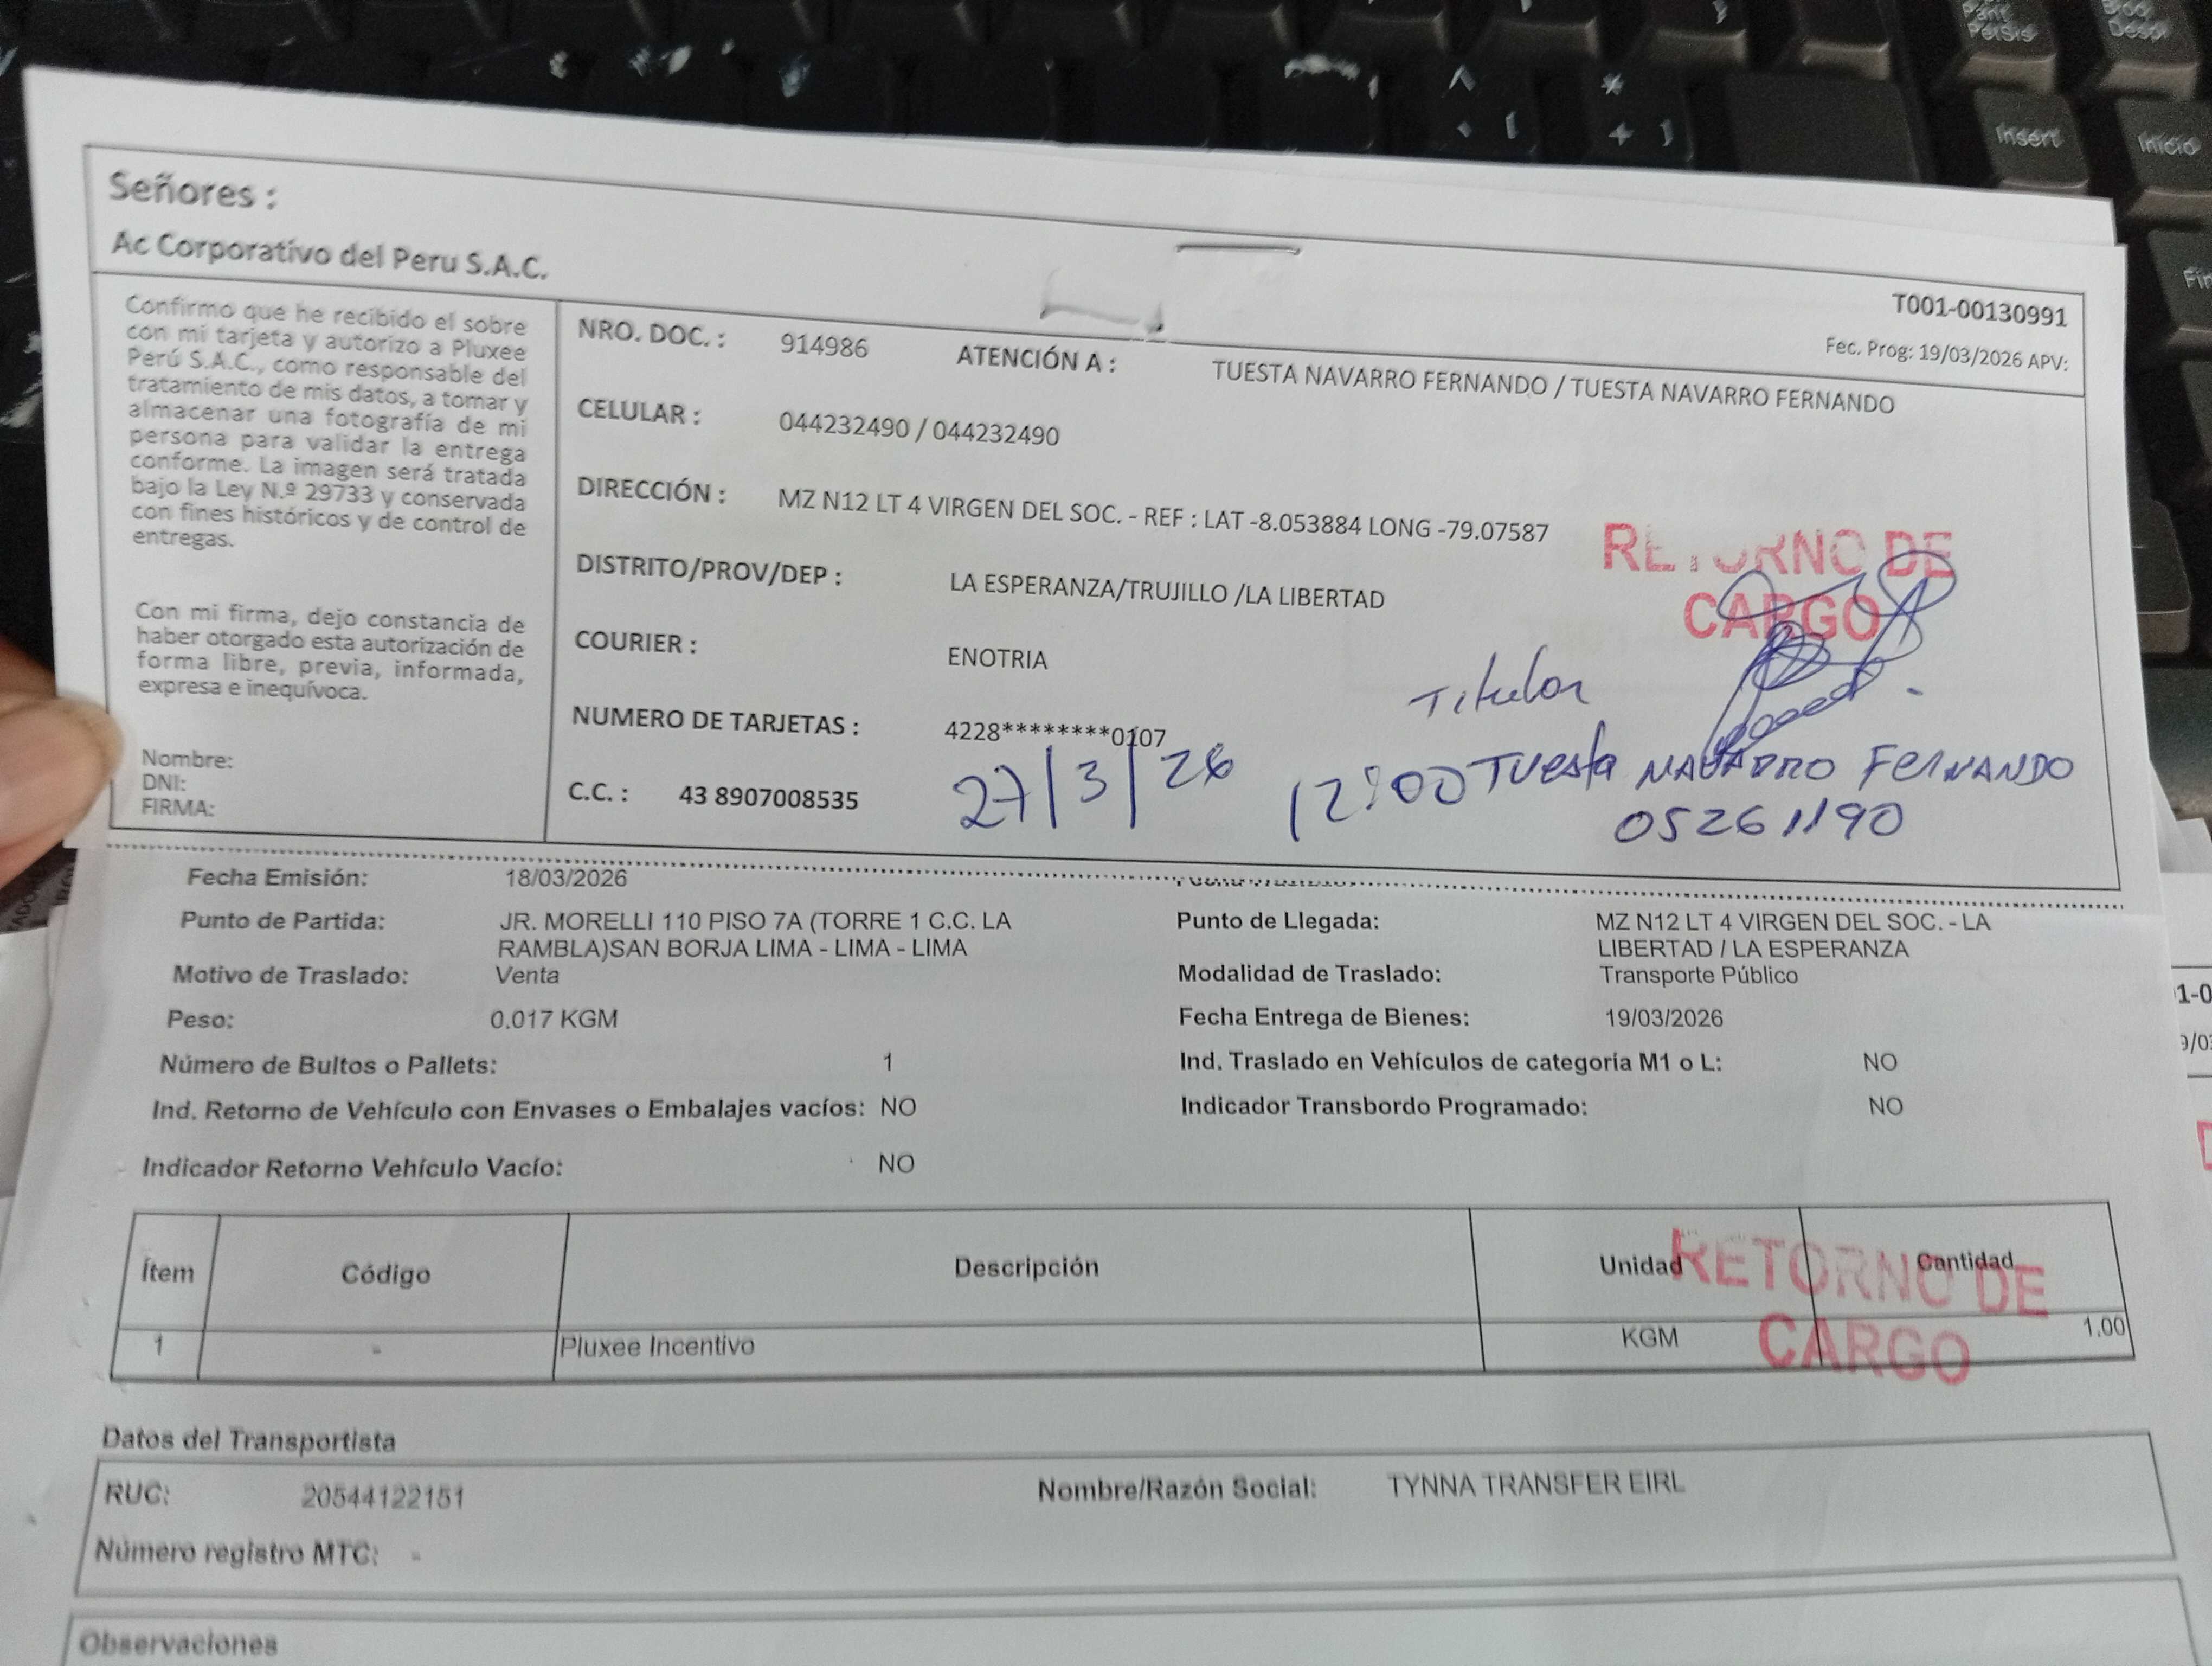 Señores :
Ac Corporativo del Peru S.A.C.
T001-00130991
Fec. Prog: 19/03/2026 APV:
Confirmo que he recibido el sobre
con mi tarjeta y autorizo a Pluxee
Perú S.A.C., como responsable del
tratamiento de mis datos, a tomar y
almacenar una fotografía de mi
persona para validar la entrega
conforme. La imagen será tratada
bajo la Ley N.º 29733 y conservada
con fines históricos y de control de
entregas.
Con mi firma, dejo constancia de
haber otorgado esta autorización de
forma libre, previa, informada,
expresa e inequívoca.
Nombre:
DNI:
FIRMA:
NRO. DOC. : 914986 ATENCIÓN A : TUESTA NAVARRO FERNANDO / TUESTA NAVARRO FERNANDO
CELULAR : 044232490 / 044232490
DIRECCIÓN : MZ N12 LT 4 VIRGEN DEL SOC. - REF : LAT -8.053884 LONG -79.07587
DISTRITO/PROV/DEP : LA ESPERANZA/TRUJILLO /LA LIBERTAD
COURIER : ENOTRIA
NUMERO DE TARJETAS : 4228********0107
C.C. : 43 8907008535
RETORNO DE
CARGO
Titular
27/3/26 12:00 Tuesta NAVARRO FERNANDO
05261190
Fecha Emisión: 18/03/2026
Punto de Partida: JR. MORELLI 110 PISO 7A (TORRE 1 C.C. LA
RAMBLA)SAN BORJA LIMA - LIMA - LIMA
Punto de Llegada: MZ N12 LT 4 VIRGEN DEL SOC. - LA
LIBERTAD / LA ESPERANZA
Motivo de Traslado: Venta
Modalidad de Traslado: Transporte Público
Peso: 0.017 KGM
Fecha Entrega de Bienes: 19/03/2026
Número de Bultos o Pallets: 1
Ind. Traslado en Vehículos de categoría M1 o L: NO
Ind. Retorno de Vehículo con Envases o Embalajes vacíos: NO
Indicador Transbordo Programado: NO
Indicador Retorno Vehículo Vacío: NO
Ítem Código Descripción Unidad Cantidad
1 - Pluxee Incentivo KGM 1.00
RETORNO DE
CARGO
Datos del Transportista
RUC: 20544122151 Nombre/Razón Social: TYNNA TRANSFER EIRL
Número registro MTC: -
Observaciones
Insert
Inicio